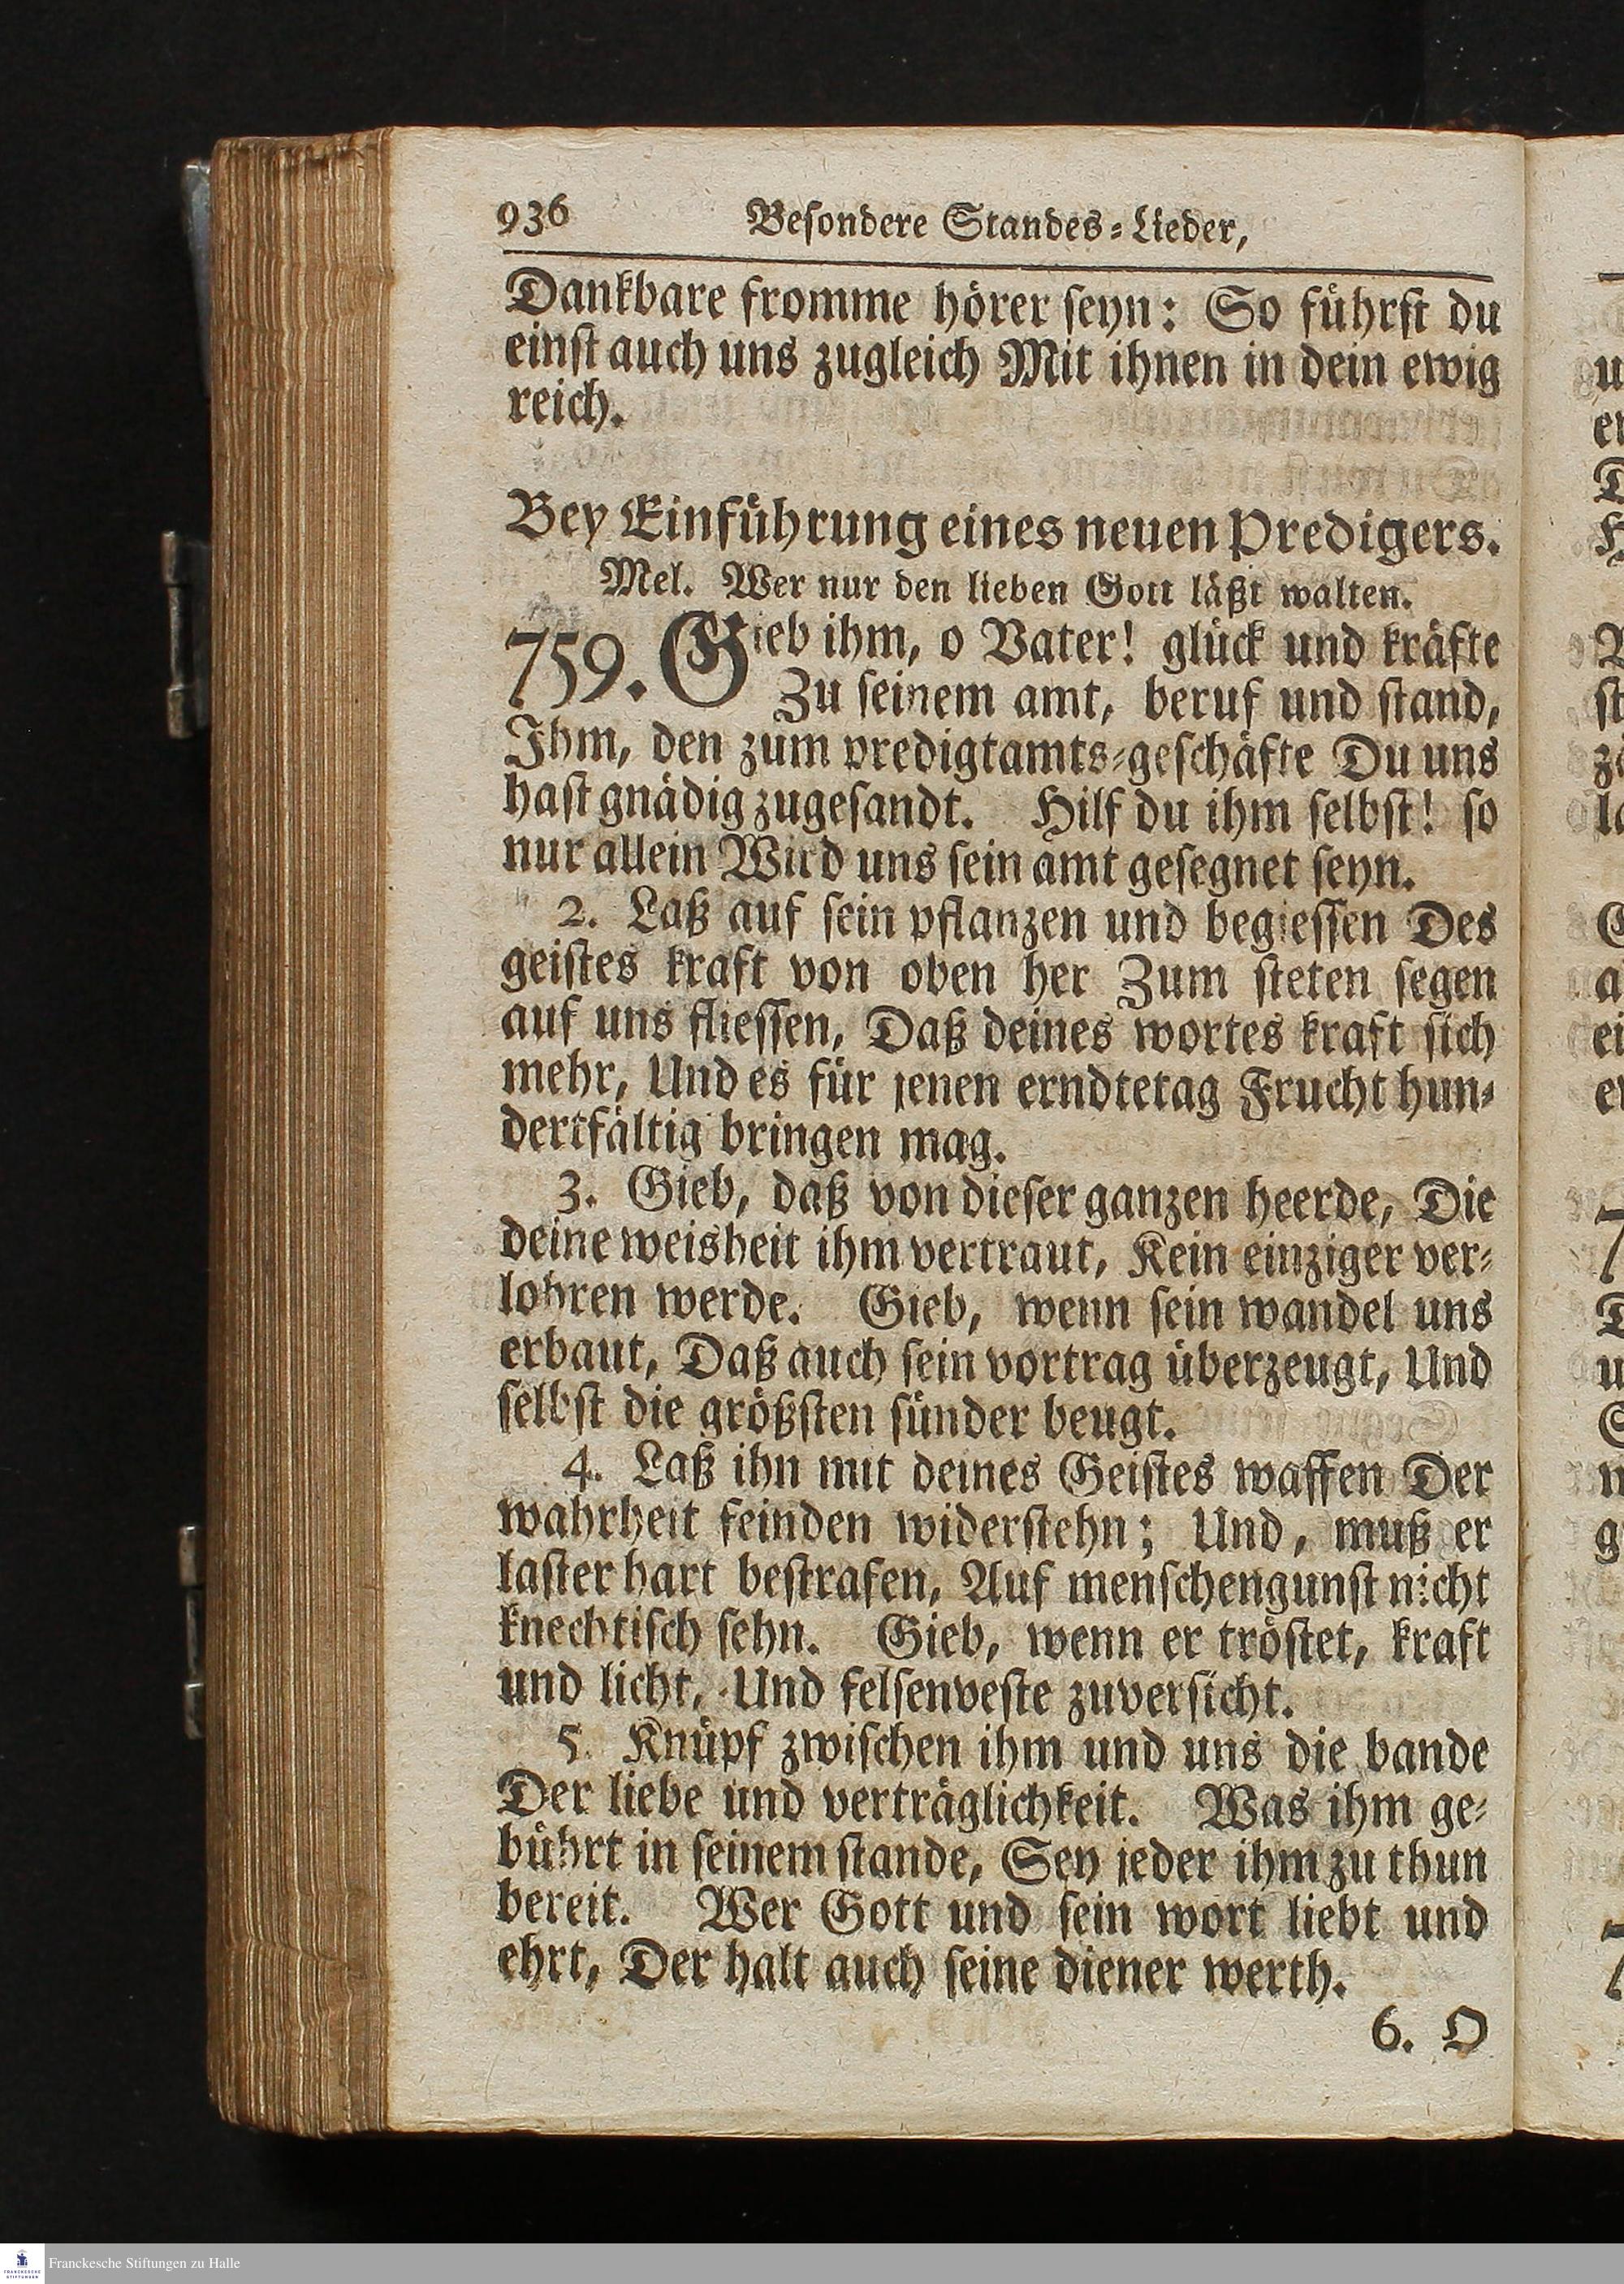 936 Besondere Standes-Lieder,
Dankbare fromme hörer seyn: So führst du
einst auch uns zugleich Mit ihnen in dein ewig
reich.
Bey Einführung eines neuen Predigers.
Mel. Wer nur den lieben Gott läßt walten.
759. Gieb ihm, o Vater! glück und kräfte
Zu seinem amt, beruf und stand,
Ihm, den zum predigtamts-geschäfte Du uns
hast gnädig zugesandt. Hilf du ihm selbst! so
nur allein Wird uns sein amt gesegnet seyn.
2. Laß auf sein pflanzen und begiessen Des
geistes kraft von oben her Zum steten segen
auf uns fliessen, Daß deines wortes kraft sich
mehr, Und es für jenen erndtetag Frucht hun-
dertfältig bringen mag.
3. Gieb, daß von dieser ganzen heerde, Die
deine weisheit ihm vertraut, Kein einziger ver-
lohren werde. Gieb, wenn sein wandel uns
erbaut, Daß auch sein vortrag überzeugt, Und
selbst die größsten sünder beugt.
4. Laß ihn mit deines Geistes waffen Der
wahrheit feinden widerstehn; Und, muß er
laster hart bestrafen, Auf menschengunst nicht
knechtisch sehn. Gieb, wenn er tröstet, kraft
und licht, Und felsenveste zuversicht.
5. Knüpf zwischen ihm und uns die bande
Der liebe und verträglichkeit. Was ihm ge-
bührt in seinem stande, Sey jeder ihm zu thun
bereit. Wer Gott und sein wort liebt und
ehrt, Der halt auch seine diener werth.
6. O
Franckesche Stiftungen zu Halle